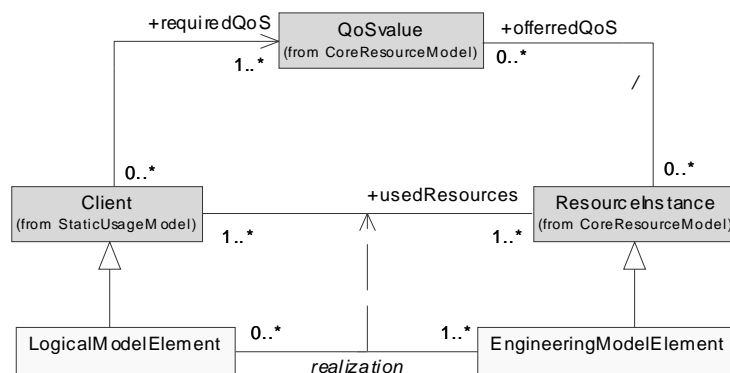 +requiredQoS
QoSvalue
+offerredQoS
(from CoreResourceModel)
1..*
0..*
/
0..*
0..*
Client
+usedResources
ResourceInstance
(from StaticUsageModel)
(from CoreResourceModel)
1..*
1..*
LogicalModelElement
0..*
1..*
EngineeringModelElement
realization